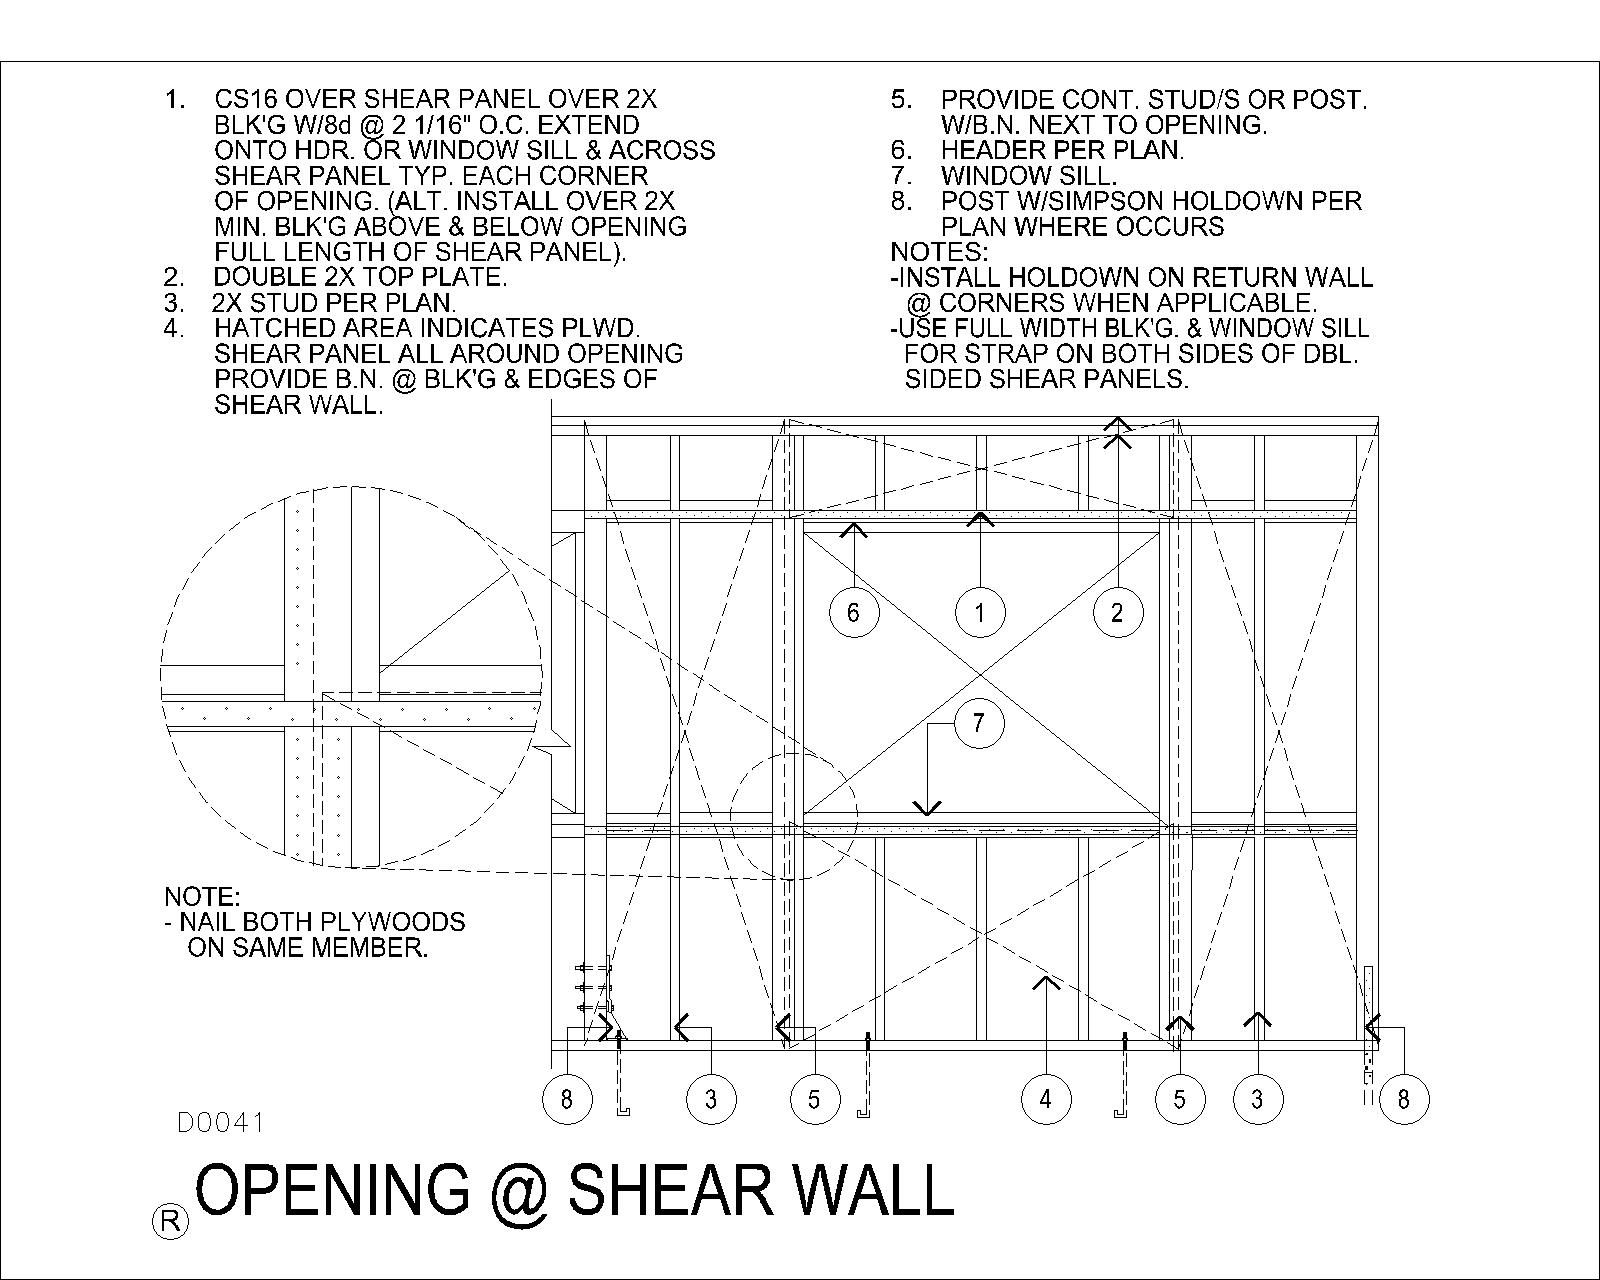 1. CS16 OVER SHEAR PANEL OVER 2X
BLK'G W/8d @ 2 1/16" O.C. EXTEND
ONTO HDR. OR WINDOW SILL & ACROSS
SHEAR PANEL TYP. EACH CORNER
OF OPENING. (ALT. INSTALL OVER 2X
MIN. BLK'G ABOVE & BELOW OPENING
FULL LENGTH OF SHEAR PANEL).
2. DOUBLE 2X TOP PLATE.
3. 2X STUD PER PLAN.
4. HATCHED AREA INDICATES PLWD.
SHEAR PANEL ALL AROUND OPENING
PROVIDE B.N. @ BLK'G & EDGES OF
SHEAR WALL.
5. PROVIDE CONT. STUD/S OR POST.
W/B.N. NEXT TO OPENING.
6. HEADER PER PLAN.
7. WINDOW SILL.
8. POST W/SIMPSON HOLDOWN PER
PLAN WHERE OCCURS
NOTES:
-INSTALL HOLDOWN ON RETURN WALL
@ CORNERS WHEN APPLICABLE.
-USE FULL WIDTH BLK'G. & WINDOW SILL
FOR STRAP ON BOTH SIDES OF DBL.
SIDED SHEAR PANELS.
6 1 2
7
NOTE:
- NAIL BOTH PLYWOODS
ON SAME MEMBER.
8 3 5 4 5 3 8
D0041
R OPENING @ SHEAR WALL